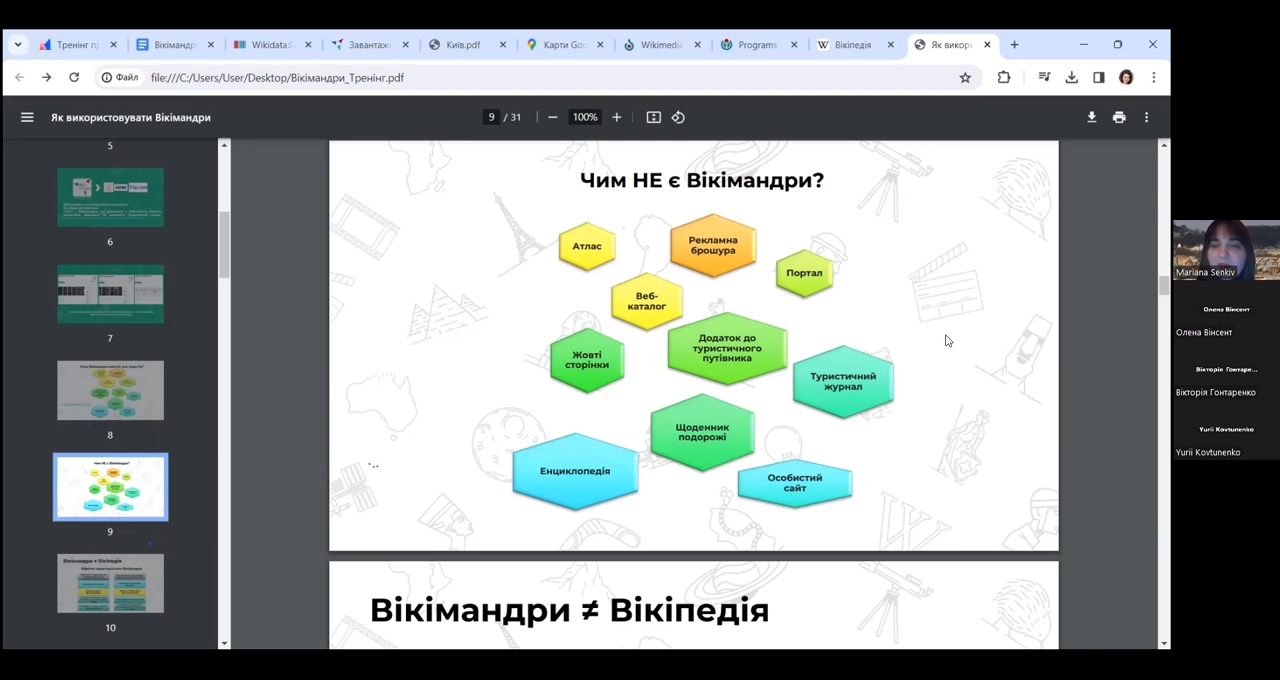 Тренінг п
Вікіманд
Wikidata:
Завантаж
Київ.pdf
Карти Goo
Wikimedia
Programs
Вікіпедія
Як викор
Файл
file:///C:/Users/User/Desktop/Вікімандри_Тренінг.pdf
Як використовувати Вікімандри
9 / 31
100%
5
6
7
8
9
10
Чим НЕ є Вікімандри?
Атлас
Рекламна
брошура
Портал
Веб-
каталог
Додаток до
туристичного
путівника
Жовті
сторінки
Туристичний
журнал
Щоденник
подорожі
Енциклопедія
Особистий
сайт
Вікімандри ≠ Вікіпедія
Mariana Senkiv
Олена Вінсент
Олена Вінсент
Вікторія Гонтаре...
Вікторія Гонтаренко
Yurii Kovtunenko
Yurii Kovtunenko